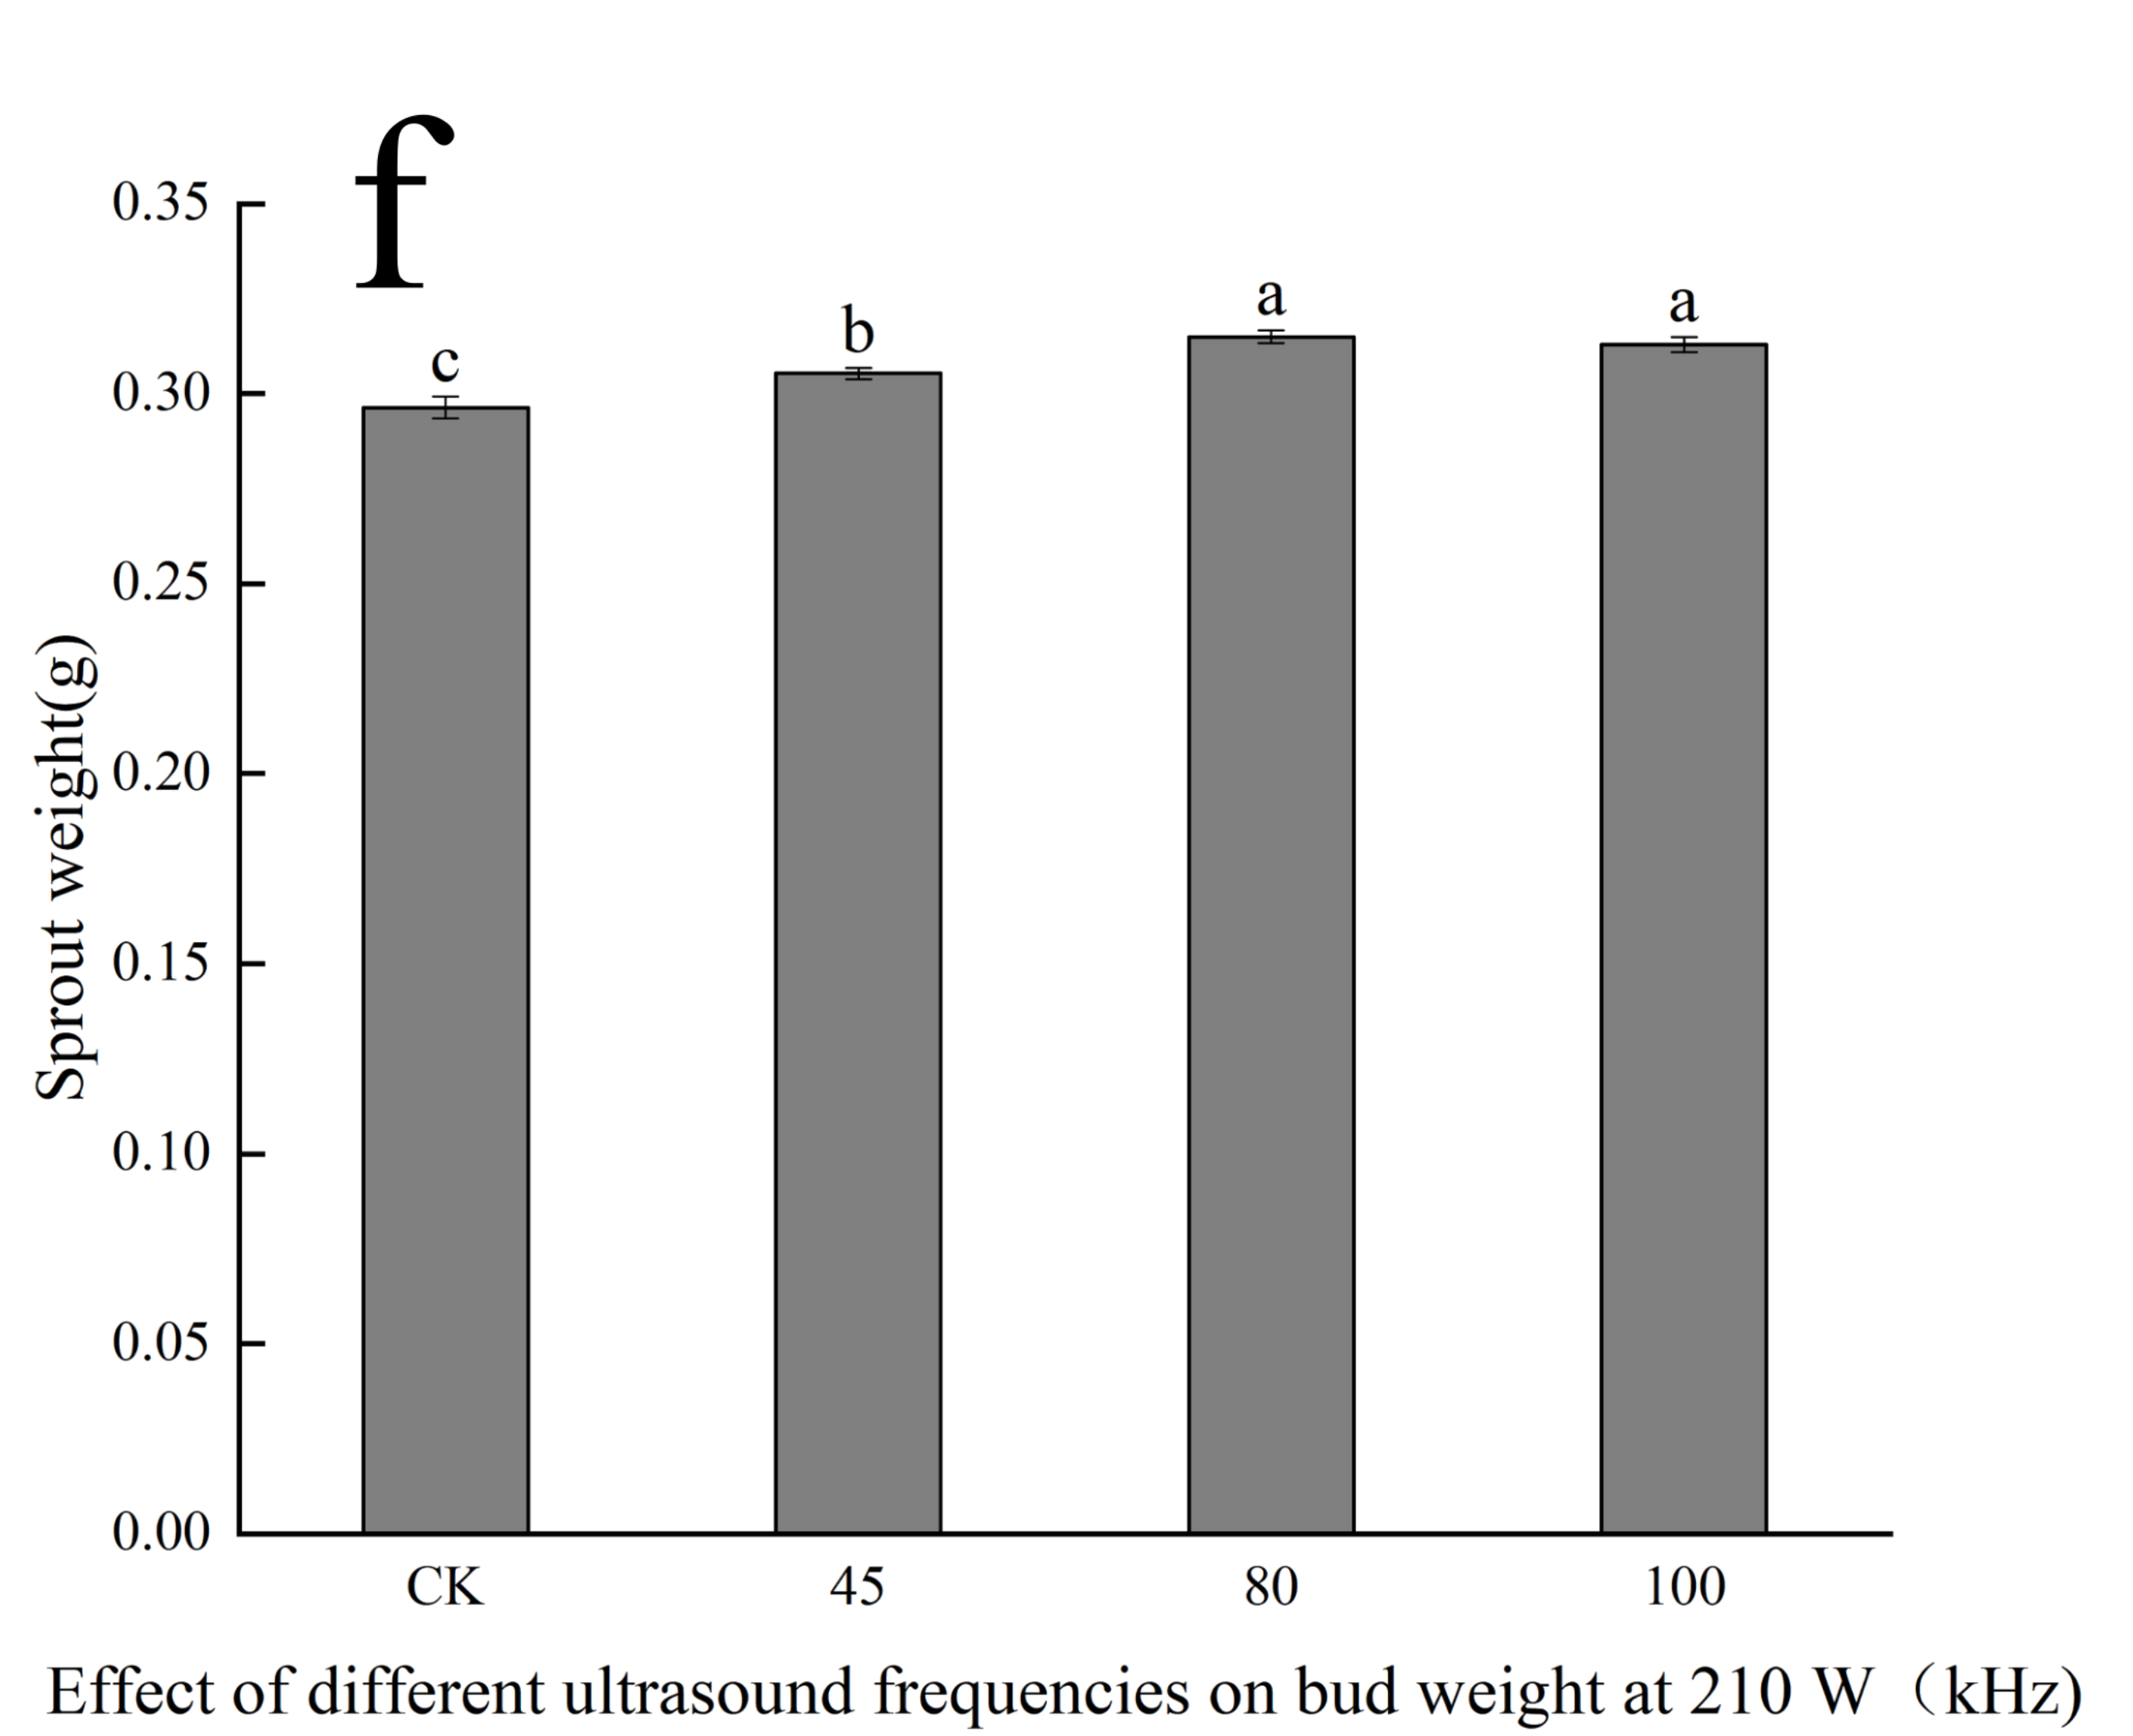 f
0.35
0.30
0.25
0.20
0.15
0.10
0.05
0.00
Sprout weight(g)
c
b
a
a
CK
45
80
100
Effect of different ultrasound frequencies on bud weight at 210 W（kHz)